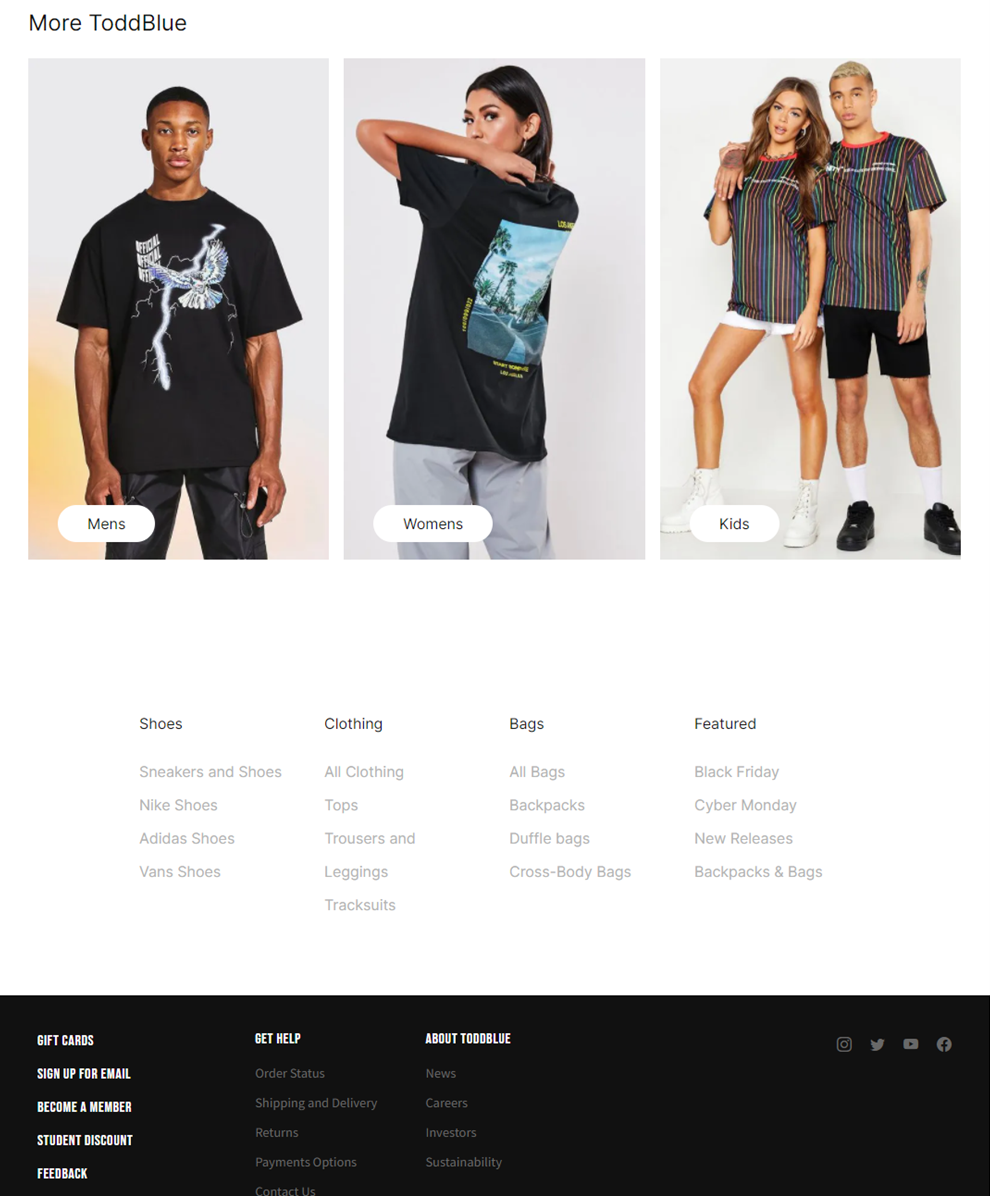 More ToddBlue
OFFICIAL
OFFICIAL
Mens
Womens
Kids
Shoes
Clothing
Bags
Featured
Sneakers and Shoes
All Clothing
All Bags
Black Friday
Nike Shoes
Tops
Backpacks
Cyber Monday
Adidas Shoes
Trousers and
Duffle bags
New Releases
Vans Shoes
Leggings
Cross-Body Bags
Backpacks & Bags
Tracksuits
GIFT CARDS
SIGN UP FOR EMAIL
BECOME A MEMBER
STUDENT DISCOUNT
FEEDBACK
GET HELP
Order Status
Shipping and Delivery
Returns
Payments Options
Contact Us
ABOUT TODDBLUE
News
Careers
Investors
Sustainability